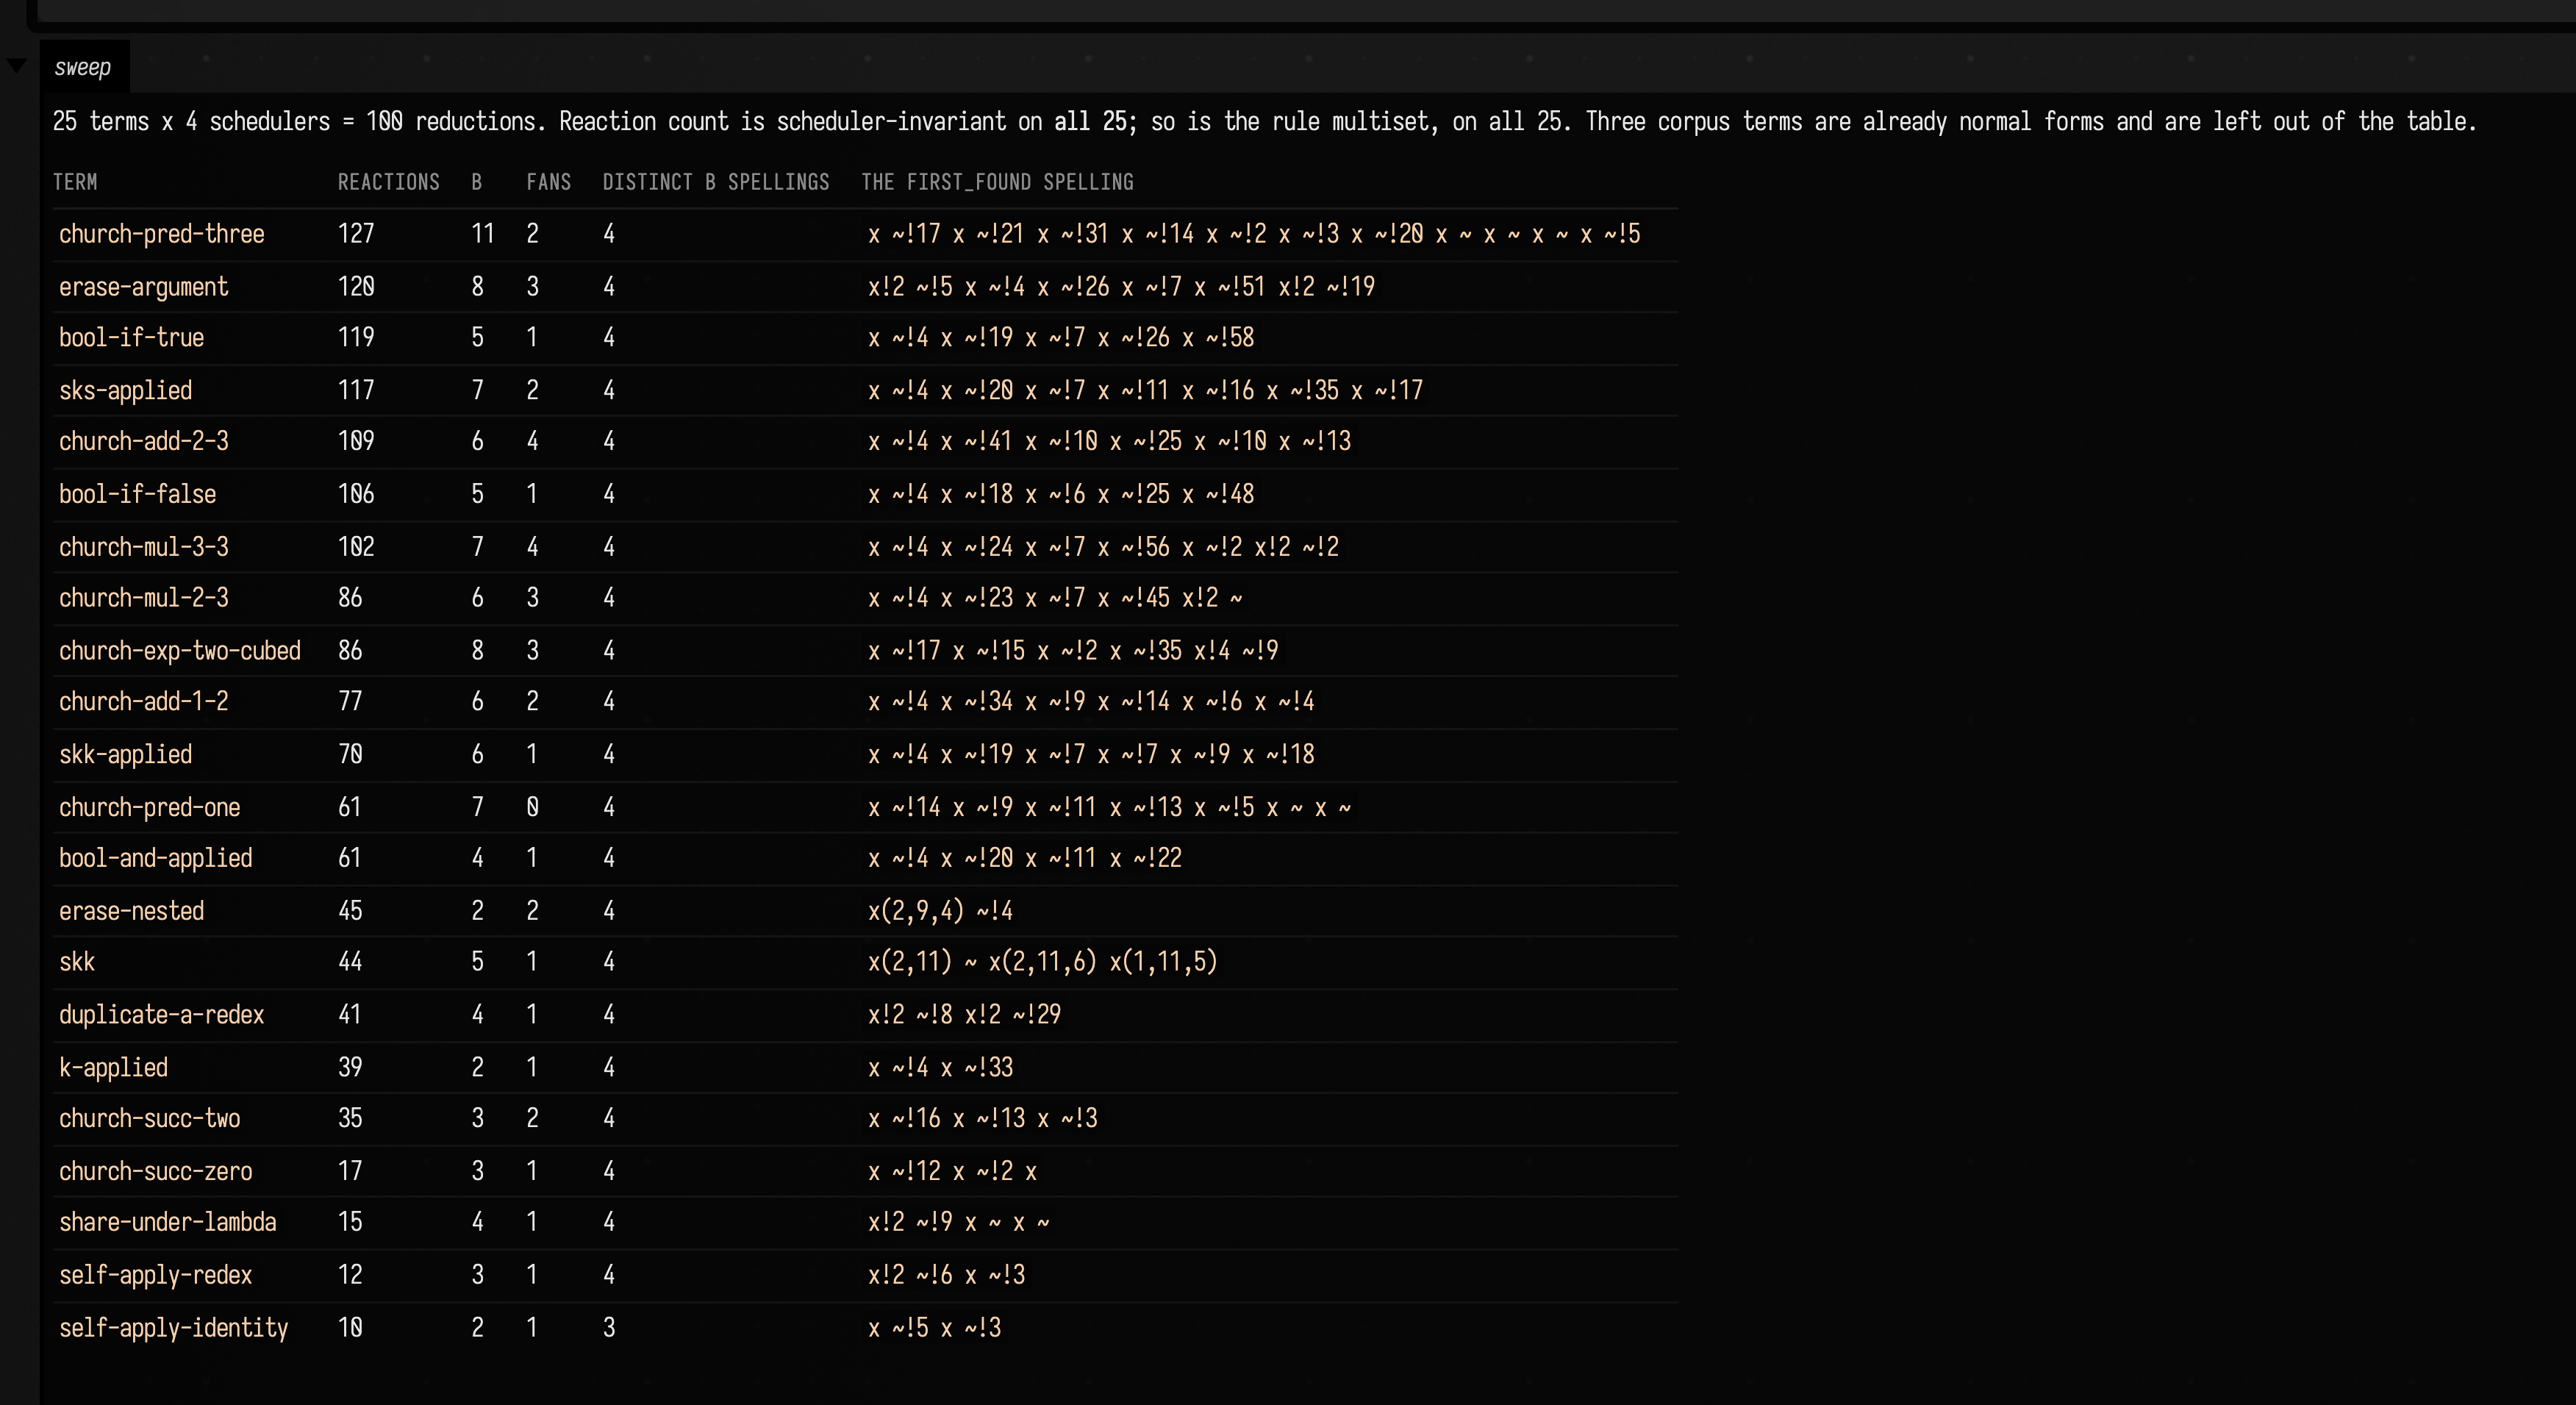 sweep
25 terms x 4 schedulers = 100 reductions. Reaction count is scheduler-invariant on all 25; so is the rule multiset, on all 25. Three corpus terms are already normal forms and are left out of the table.
TERM REACTIONS B FANS DISTINCT B SPELLINGS THE FIRST_FOUND SPELLING
church-pred-three 127 11 2 4 x ~!17 x ~!21 x ~!31 x ~!14 x ~!2 x ~!3 x ~!20 x ~ x ~ x ~ x ~!5
erase-argument 120 8 3 4 x!2 ~!5 x ~!4 x ~!26 x ~!7 x ~!51 x!2 ~!19
bool-if-true 119 5 1 4 x ~!4 x ~!19 x ~!7 x ~!26 x ~!58
sks-applied 117 7 2 4 x ~!4 x ~!20 x ~!7 x ~!11 x ~!16 x ~!35 x ~!17
church-add-2-3 109 6 4 4 x ~!4 x ~!41 x ~!10 x ~!25 x ~!10 x ~!13
bool-if-false 106 5 1 4 x ~!4 x ~!18 x ~!6 x ~!25 x ~!48
church-mul-3-3 102 7 4 4 x ~!4 x ~!24 x ~!7 x ~!56 x ~!2 x!2 ~!2
church-mul-2-3 86 6 3 4 x ~!4 x ~!23 x ~!7 x ~!45 x!2 ~
church-exp-two-cubed 86 8 3 4 x ~!17 x ~!15 x ~!2 x ~!35 x!4 ~!9
church-add-1-2 77 6 2 4 x ~!4 x ~!34 x ~!9 x ~!14 x ~!6 x ~!4
skk-applied 70 6 1 4 x ~!4 x ~!19 x ~!7 x ~!7 x ~!9 x ~!18
church-pred-one 61 7 0 4 x ~!14 x ~!9 x ~!11 x ~!13 x ~!5 x ~ x ~
bool-and-applied 61 4 1 4 x ~!4 x ~!20 x ~!11 x ~!22
erase-nested 45 2 2 4 x(2,9,4) ~!4
skk 44 5 1 4 x(2,11) ~ x(2,11,6) x(1,11,5)
duplicate-a-redex 41 4 1 4 x!2 ~!8 x!2 ~!29
k-applied 39 2 1 4 x ~!4 x ~!33
church-succ-two 35 3 2 4 x ~!16 x ~!13 x ~!3
church-succ-zero 17 3 1 4 x ~!12 x ~!2 x
share-under-lambda 15 4 1 4 x!2 ~!9 x ~ x ~
self-apply-redex 12 3 1 4 x!2 ~!6 x ~!3
self-apply-identity 10 2 1 3 x ~!5 x ~!3